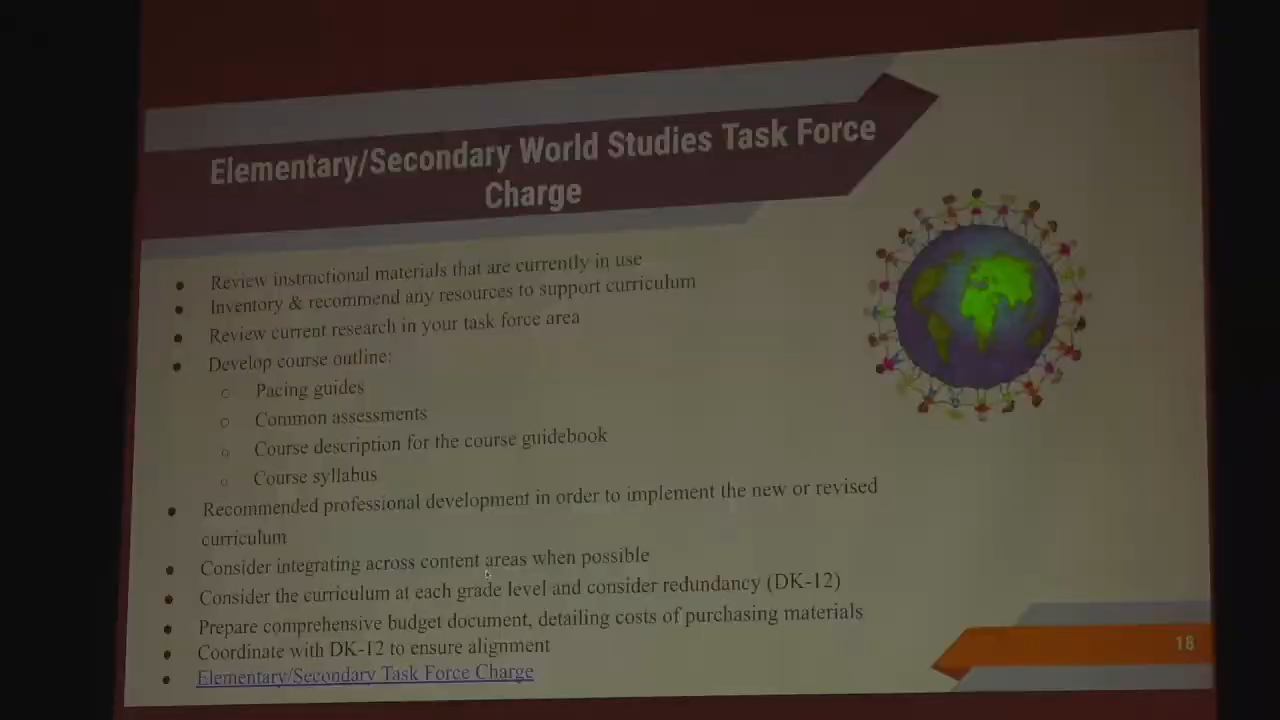 Elementary/Secondary World Studies Task Force
Charge
● Review instructional materials that are currently in use
● Inventory & recommend any resources to support curriculum
● Review current research in your task force area
● Develop course outline:
○ Pacing guides
○ Common assessments
○ Course description for the course guidebook
○ Course syllabus
● Recommended professional development in order to implement the new or revised
curriculum
● Consider integrating across content areas when possible
● Consider the curriculum at each grade level and consider redundancy (DK-12)
● Prepare comprehensive budget document, detailing costs of purchasing materials
● Coordinate with DK-12 to ensure alignment
● Elementary/Secondary Task Force Charge
18